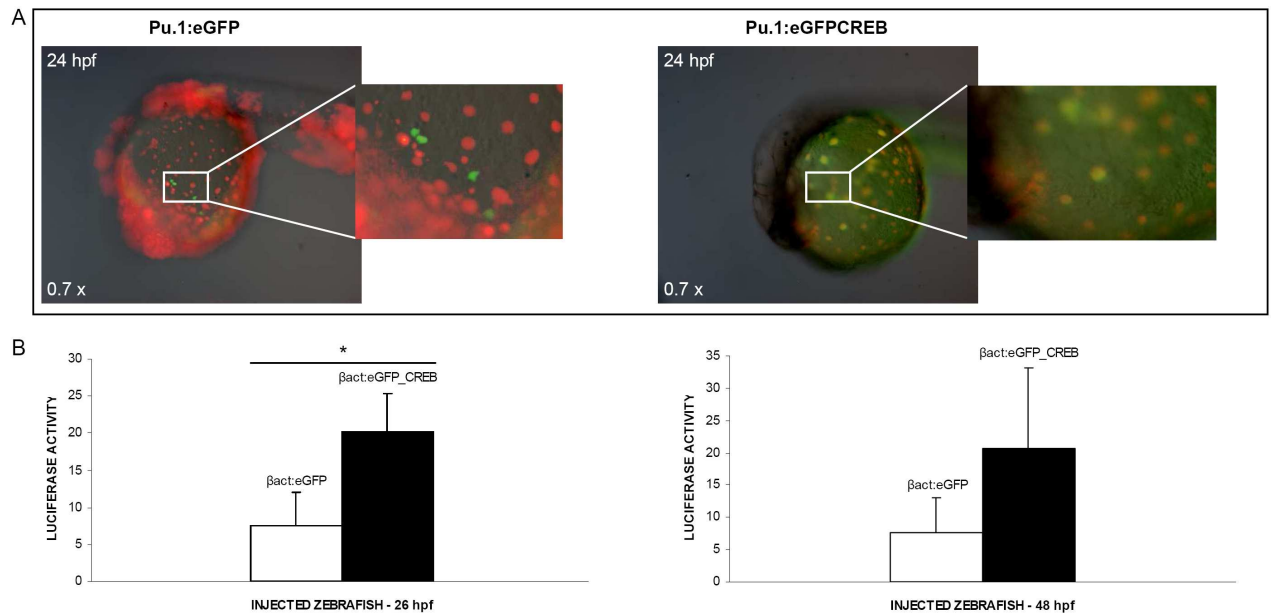 A
Pu.1:eGFP
Pu.1:eGFPCREB
24 hpf
0.7 x
24 hpf
0.7 x
B
LUCIFERASE ACTIVITY
30
25
20
15
10
5
0
*
βact:eGFP
βact:eGFP_CREB
INJECTED ZEBRAFISH - 26 hpf
LUCIFERASE ACTIVITY
35
30
25
20
15
10
5
0
βact:eGFP
βact:eGFP_CREB
INJECTED ZEBRAFISH - 48 hpf